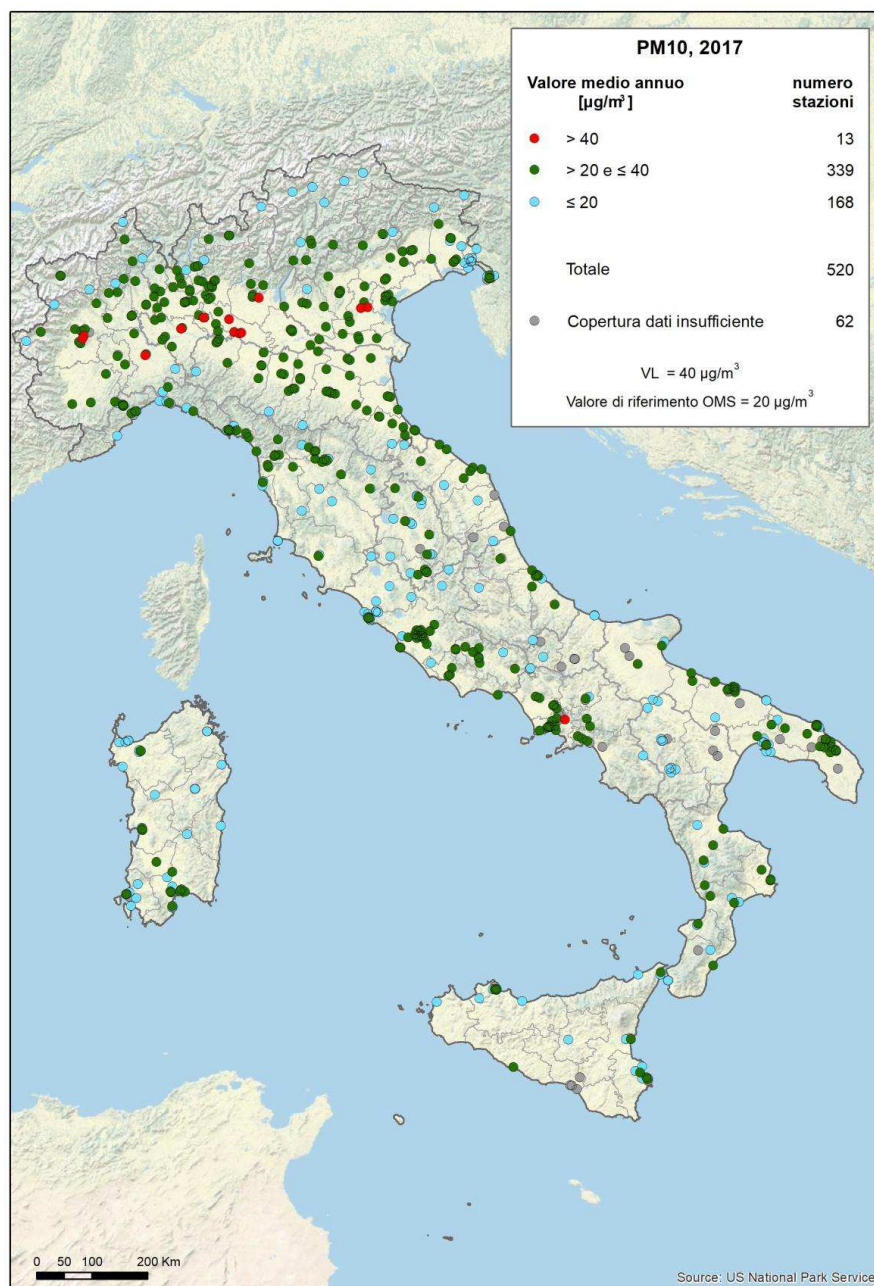 PM10, 2017
Valore medio annuo numero
[µg/m³] stazioni
> 40 13
> 20 e ≤ 40 339
≤ 20 168
Totale 520
Copertura dati insufficiente 62
VL = 40 µg/m³
Valore di riferimento OMS = 20 µg/m³
0 50 100 200 Km
Source: US National Park Service